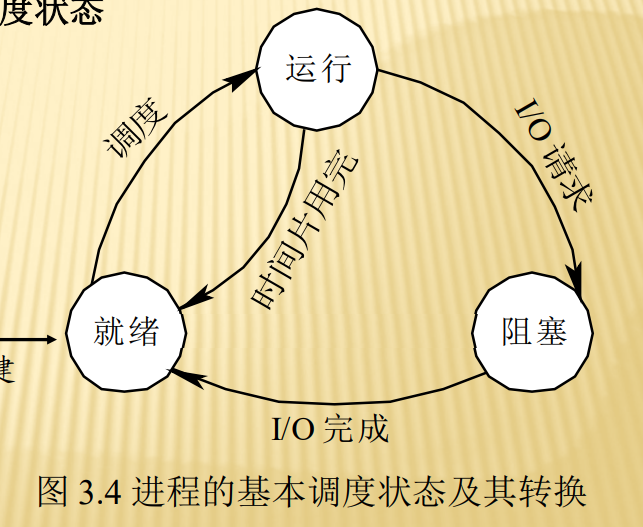 度状态
运行
调度
I/O 请求
时间片用完
就绪
阻塞
建
I/O 完成
图 3.4 进程的基本调度状态及其转换